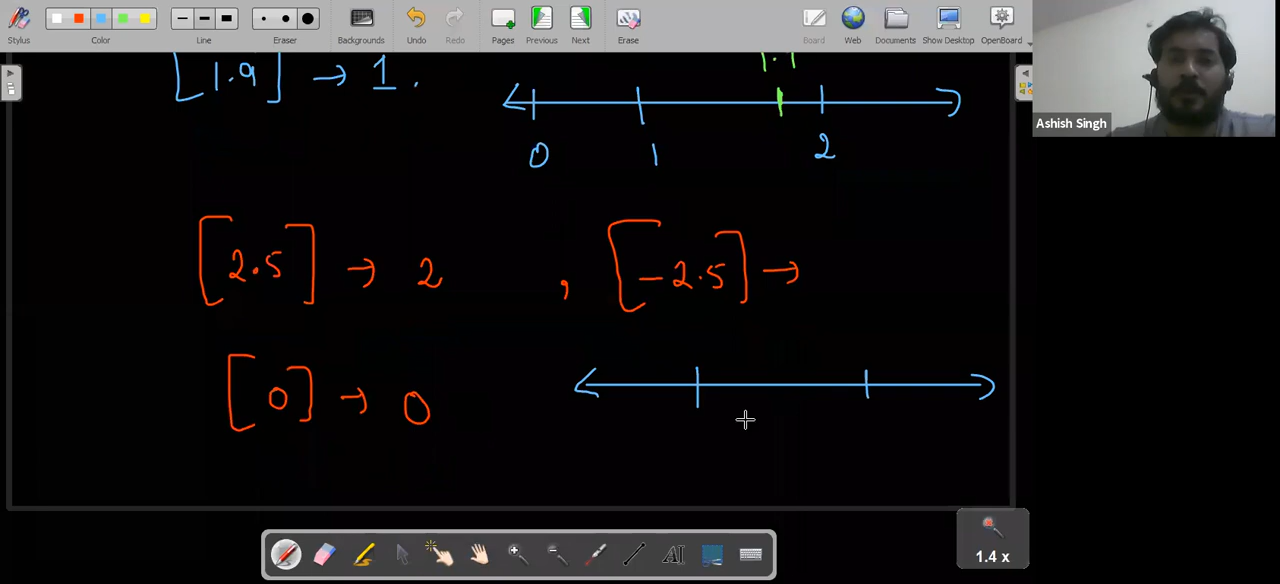 Stylus Color Line Eraser Backgrounds Undo Redo Pages Previous Next Erase Board Web Documents Show Desktop OpenBoard
Ashish Singh
[1.9] → 1.
0 1 2
[2.5] → 2 , [-2.5] →
[0] → 0
1.4 x